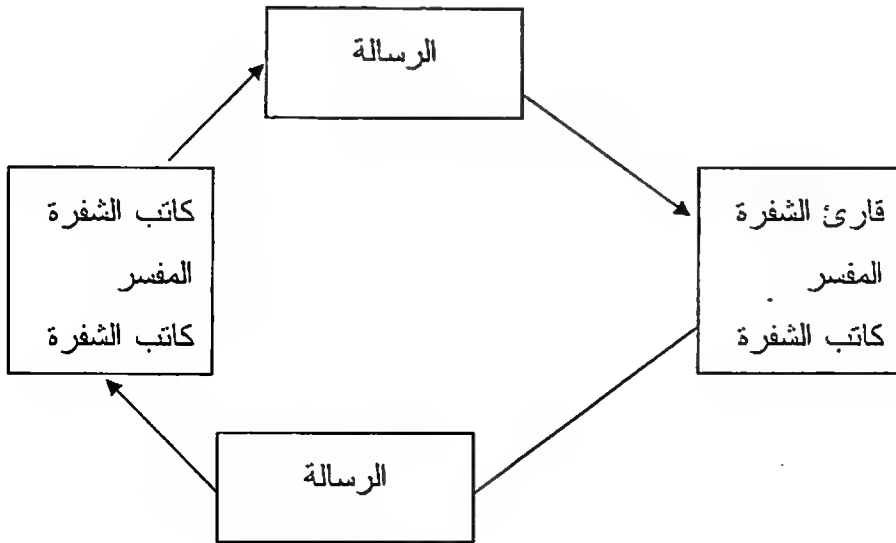 الرسالة
قارئ الشفرة
المفسر
كاتب الشفرة
كاتب الشفرة
المفسر
كاتب الشفرة
الرسالة